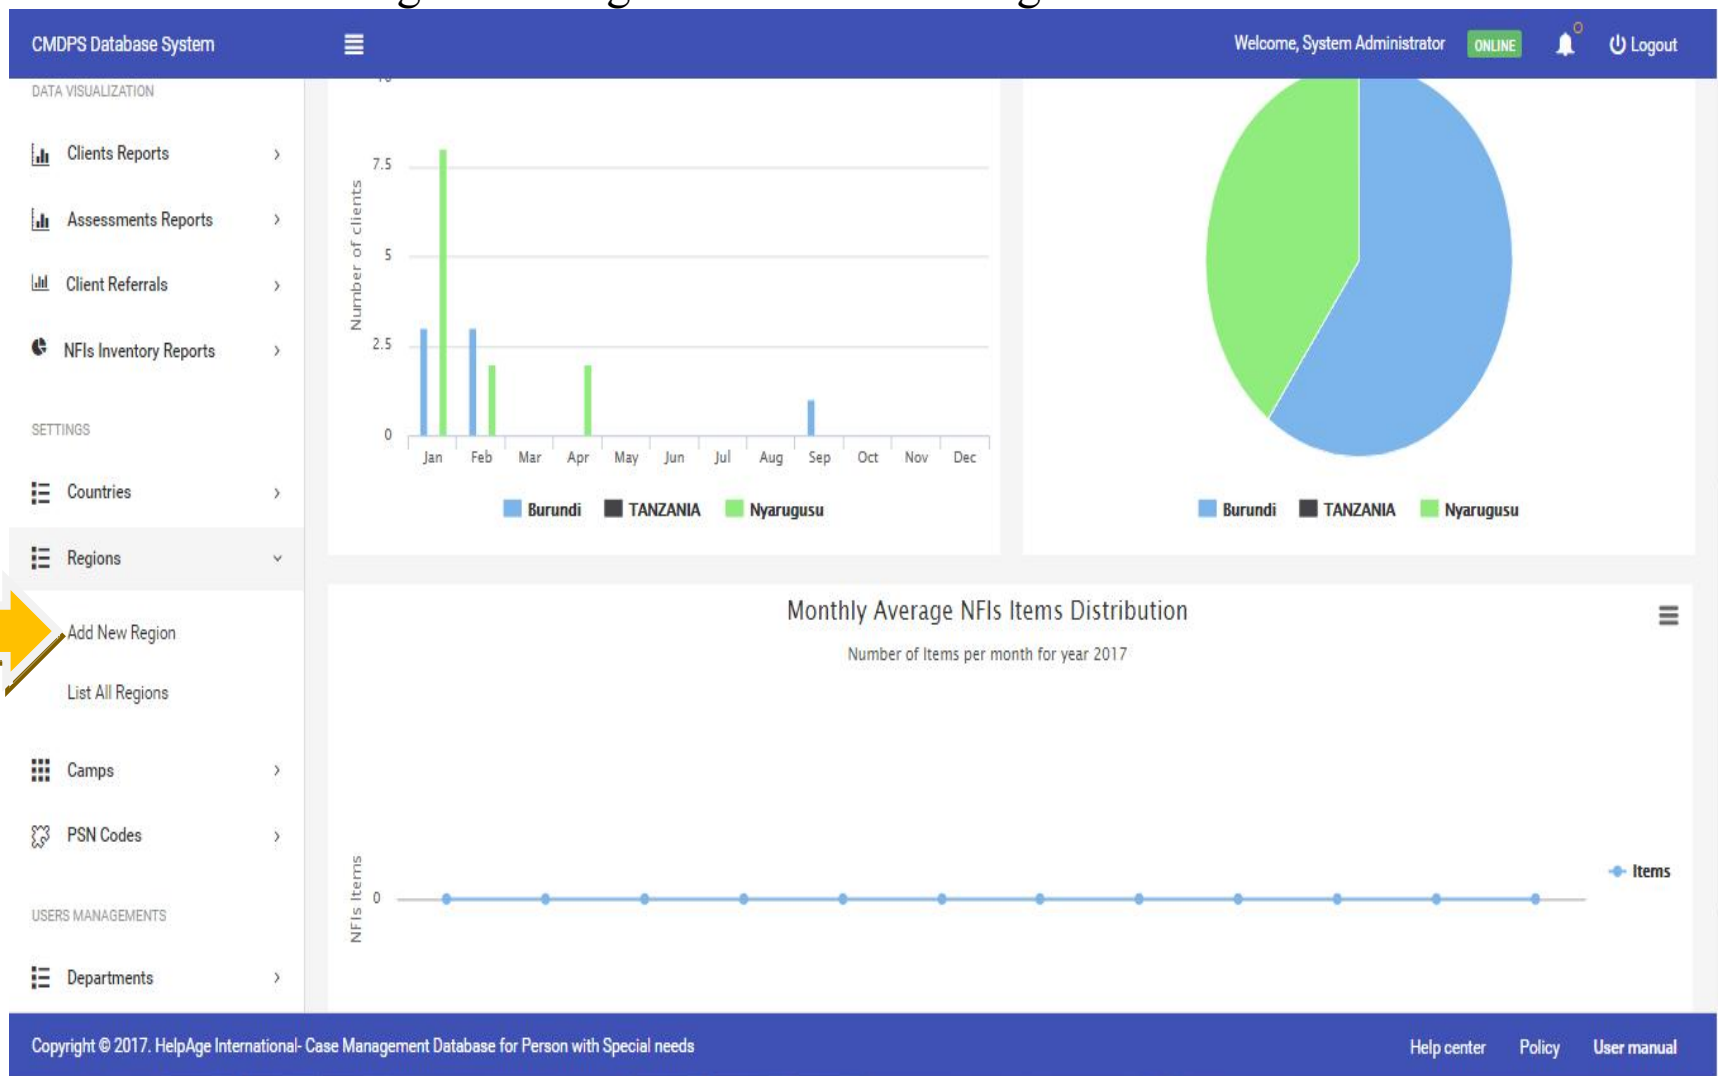 CMDPS Database System
Welcome, System Administrator ONLINE 0 Logout
DATA VISUALIZATION
Clients Reports
Assessments Reports
Client Referrals
NFIs Inventory Reports
SETTINGS
Countries
Regions
Add New Region
List All Regions
Camps
PSN Codes
USERS MANAGEMENTS
Departments
Number of clients
7.5
5
2.5
0
Jan Feb Mar Apr May Jun Jul Aug Sep Oct Nov Dec
Burundi TANZANIA Nyarugusu
Burundi TANZANIA Nyarugusu
Monthly Average NFIs Items Distribution
Number of Items per month for year 2017
NFIs Items
0
Items
Copyright © 2017. HelpAge International- Case Management Database for Person with Special needs
Help center Policy User manual